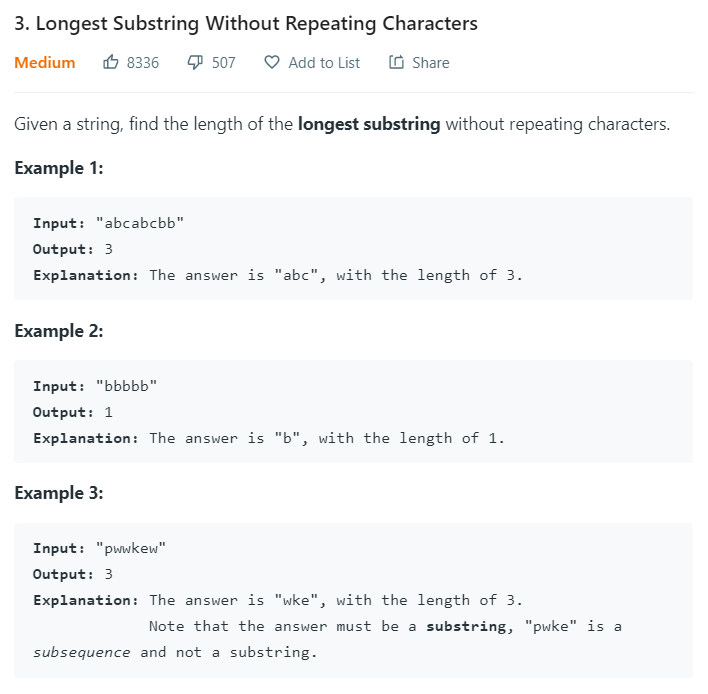 3. Longest Substring Without Repeating Characters
Medium 8336 507 Add to List Share
Given a string, find the length of the longest substring without repeating characters.
Example 1:
Input: "abcabcbb"
Output: 3
Explanation: The answer is "abc", with the length of 3.
Example 2:
Input: "bbbbb"
Output: 1
Explanation: The answer is "b", with the length of 1.
Example 3:
Input: "pwwkew"
Output: 3
Explanation: The answer is "wke", with the length of 3.
Note that the answer must be a substring, "pwke" is a
subsequence and not a substring.